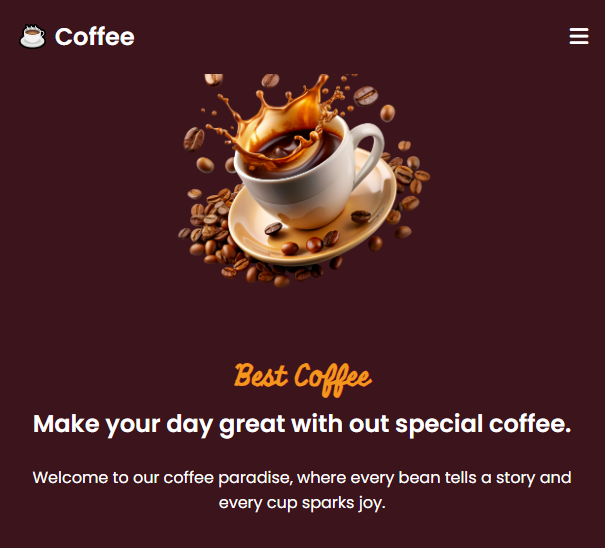 Coffee
Best Coffee
Make your day great with out special coffee.
Welcome to our coffee paradise, where every bean tells a story and
every cup sparks joy.